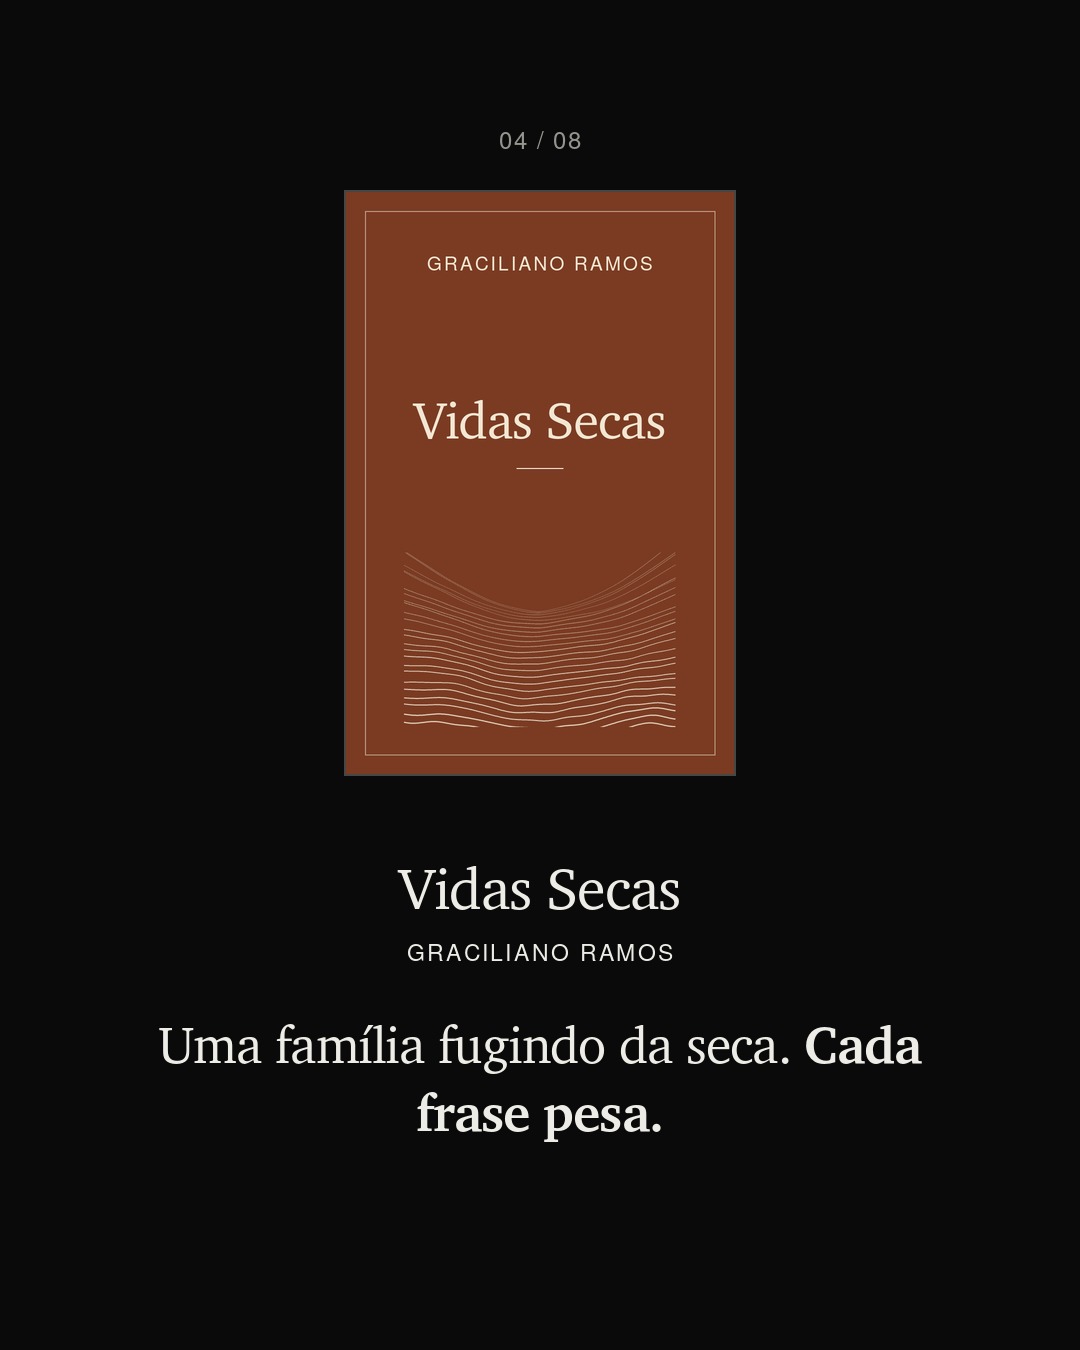 04 / 08
GRACILIANO RAMOS
Vidas Secas
Vidas Secas
GRACILIANO RAMOS
Uma família fugindo da seca. Cada
frase pesa.